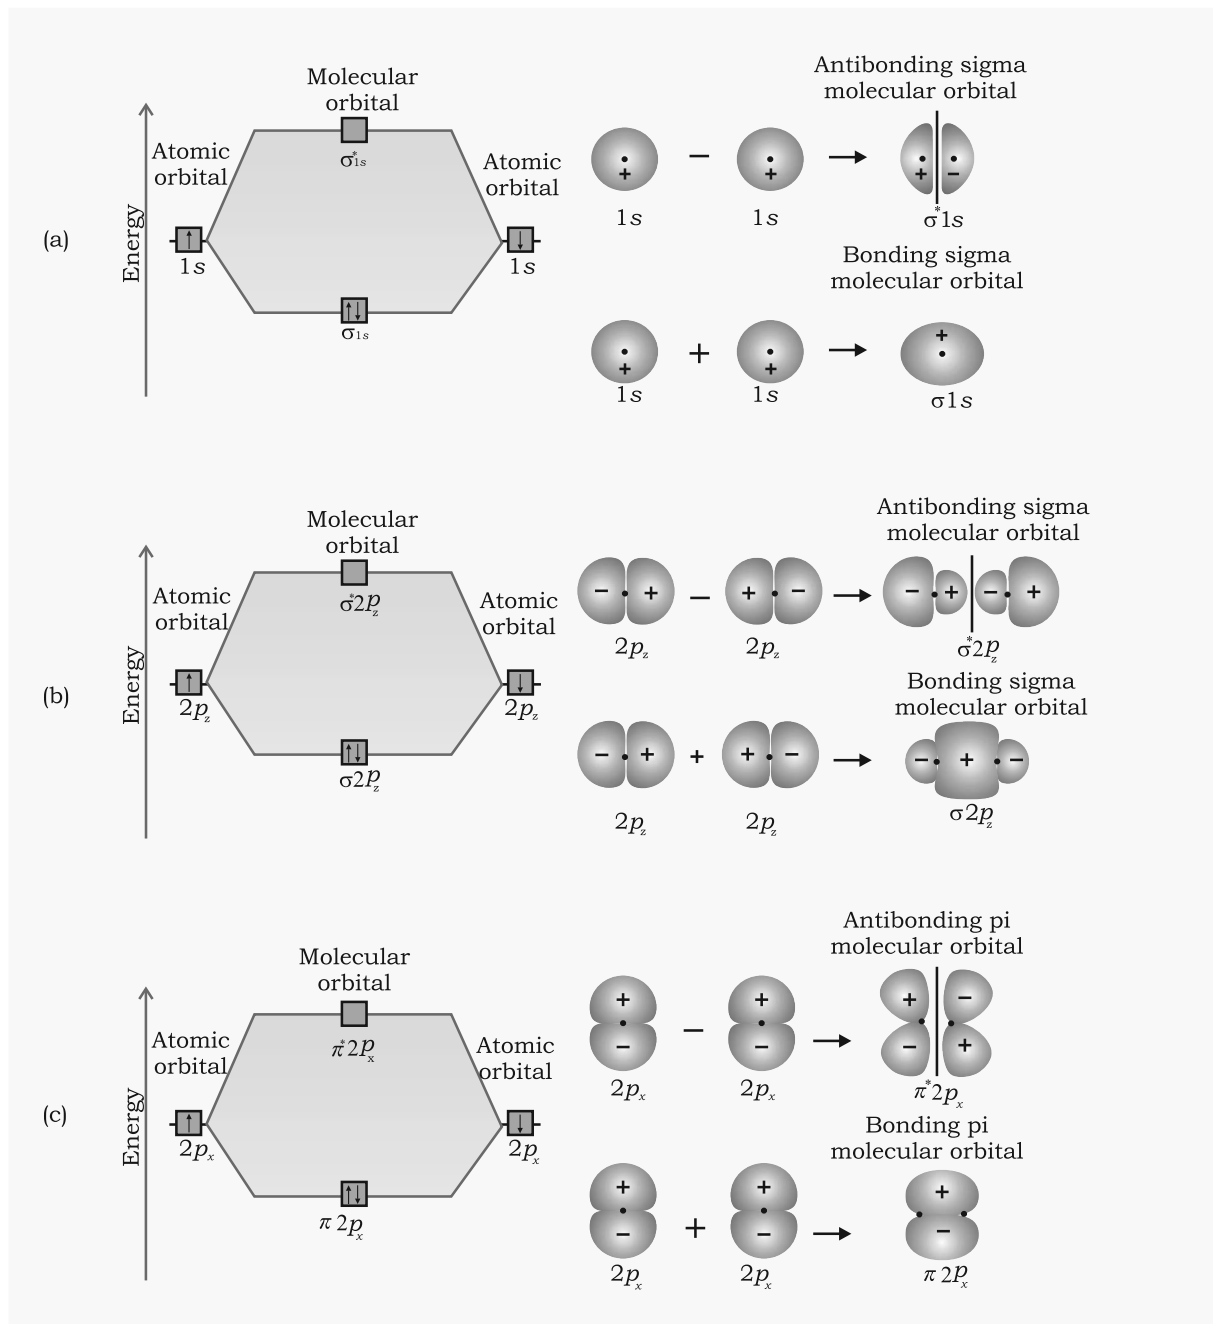 (a)
Energy
Molecular
orbital
Atomic
orbital
Atomic
orbital
σ*1s
1s
1s
σ1s
Antibonding sigma
molecular orbital
+
−
+
+
−
1s
1s
σ*1s
Bonding sigma
molecular orbital
+
+
+
+
1s
1s
σ1s
(b)
Energy
Molecular
orbital
Atomic
orbital
Atomic
orbital
σ*2pz
2pz
2pz
σ2pz
Antibonding sigma
molecular orbital
− + − + − − + − +
2pz
2pz
σ*2pz
Bonding sigma
molecular orbital
− + + + − − + −
2pz
2pz
σ2pz
(c)
Energy
Molecular
orbital
Atomic
orbital
Atomic
orbital
π*2px
2px
2px
π2px
Antibonding pi
molecular orbital
+ + + −
−
− − − +
2px
2px
π*2px
Bonding pi
molecular orbital
+ + +
+
− − −
2px
2px
π2px